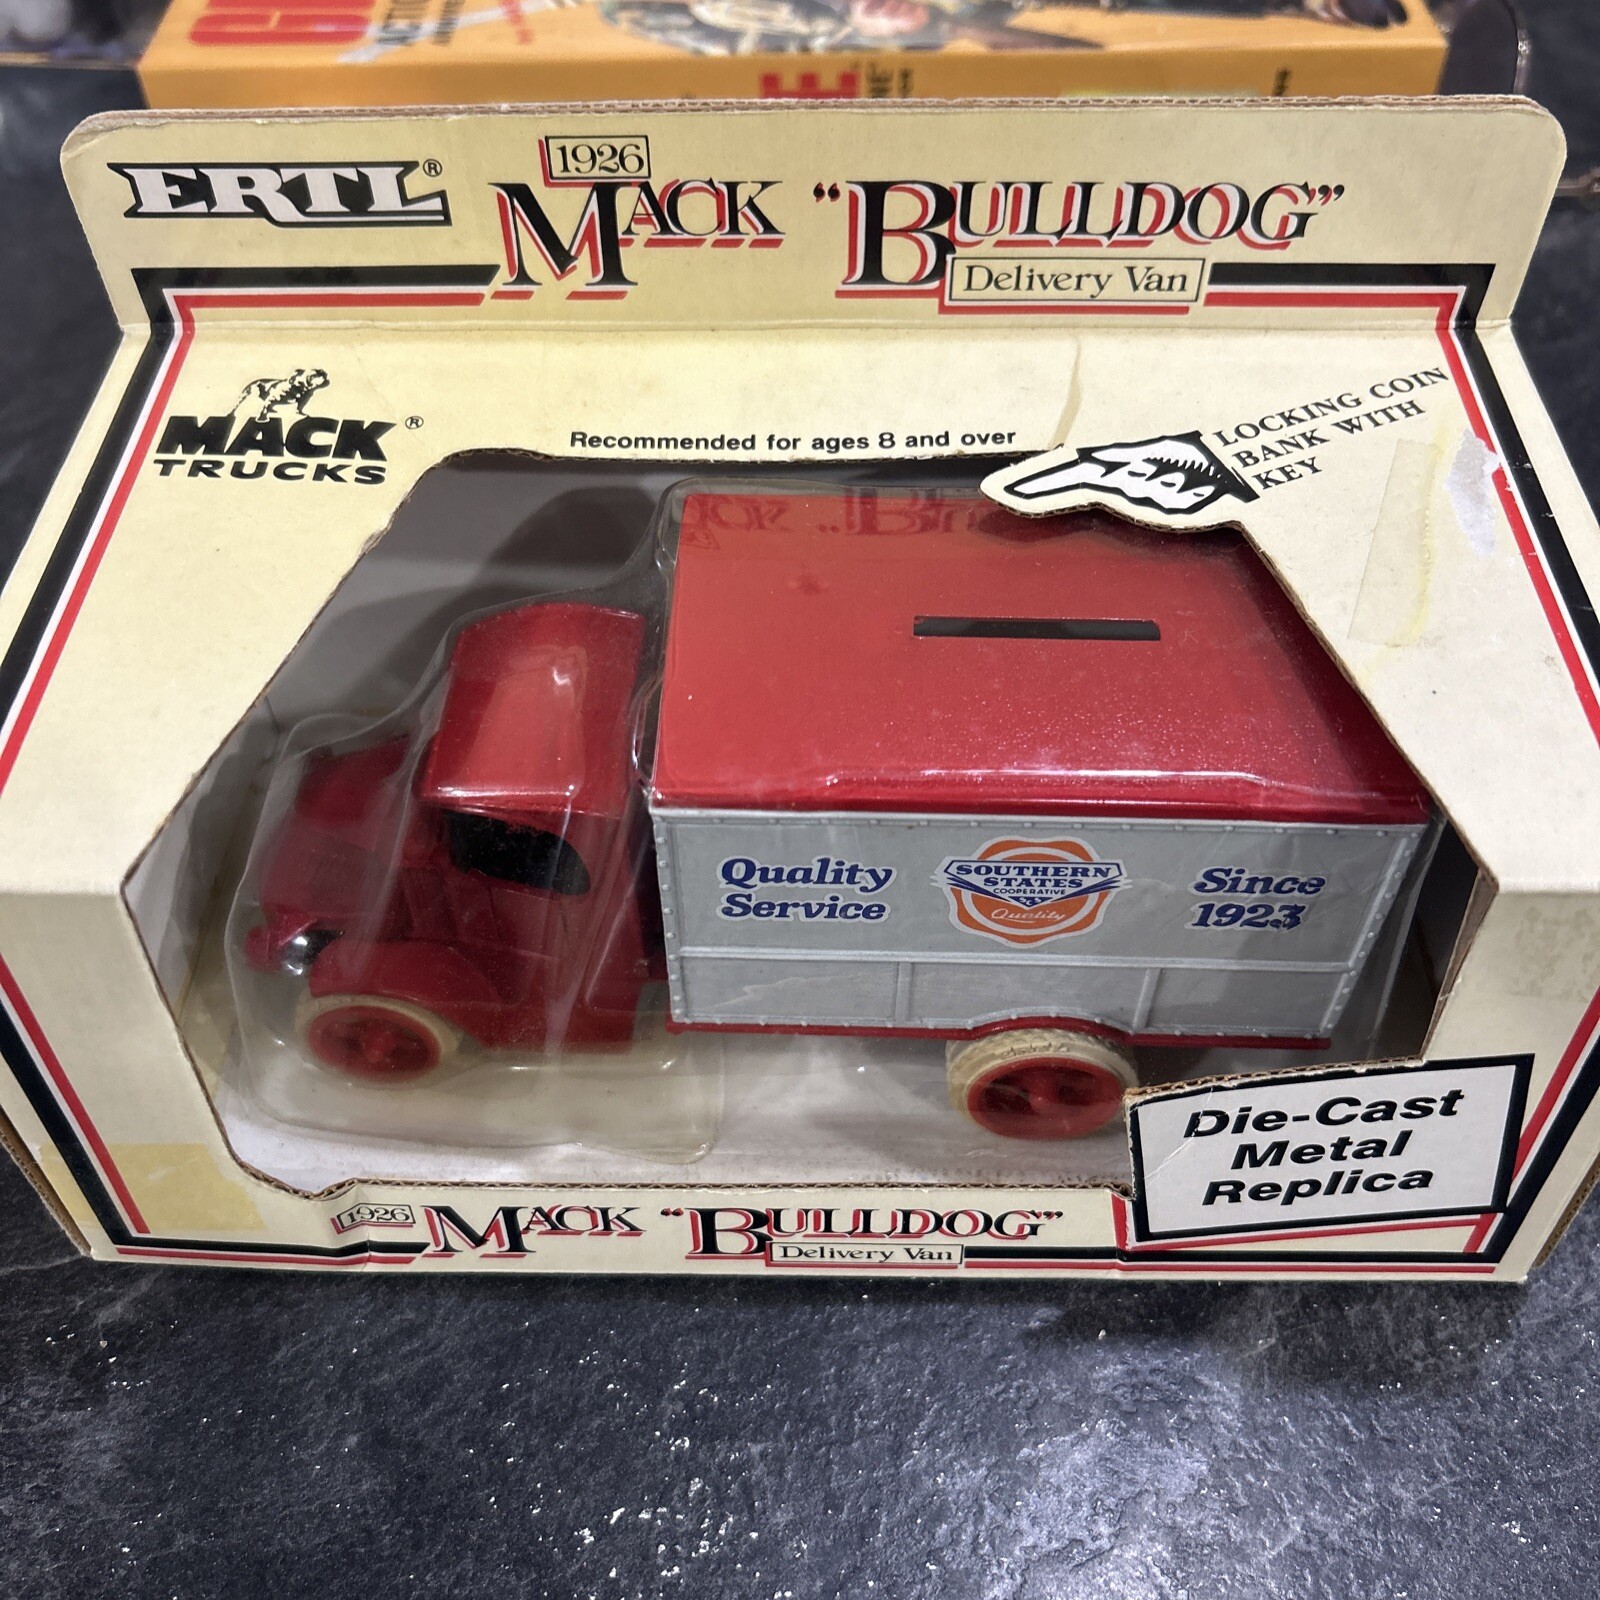 ERTL®
1926
MACK "BULLDOG"
Delivery Van
MACK®
TRUCKS
Recommended for ages 8 and over
LOCKING COIN
BANK WITH
KEY
Quality
Service
SOUTHERN
STATES
COOPERATIVE
Quality
Since
1923
Die-Cast
Metal
Replica
1926 MACK "BULLDOG"
Delivery Van